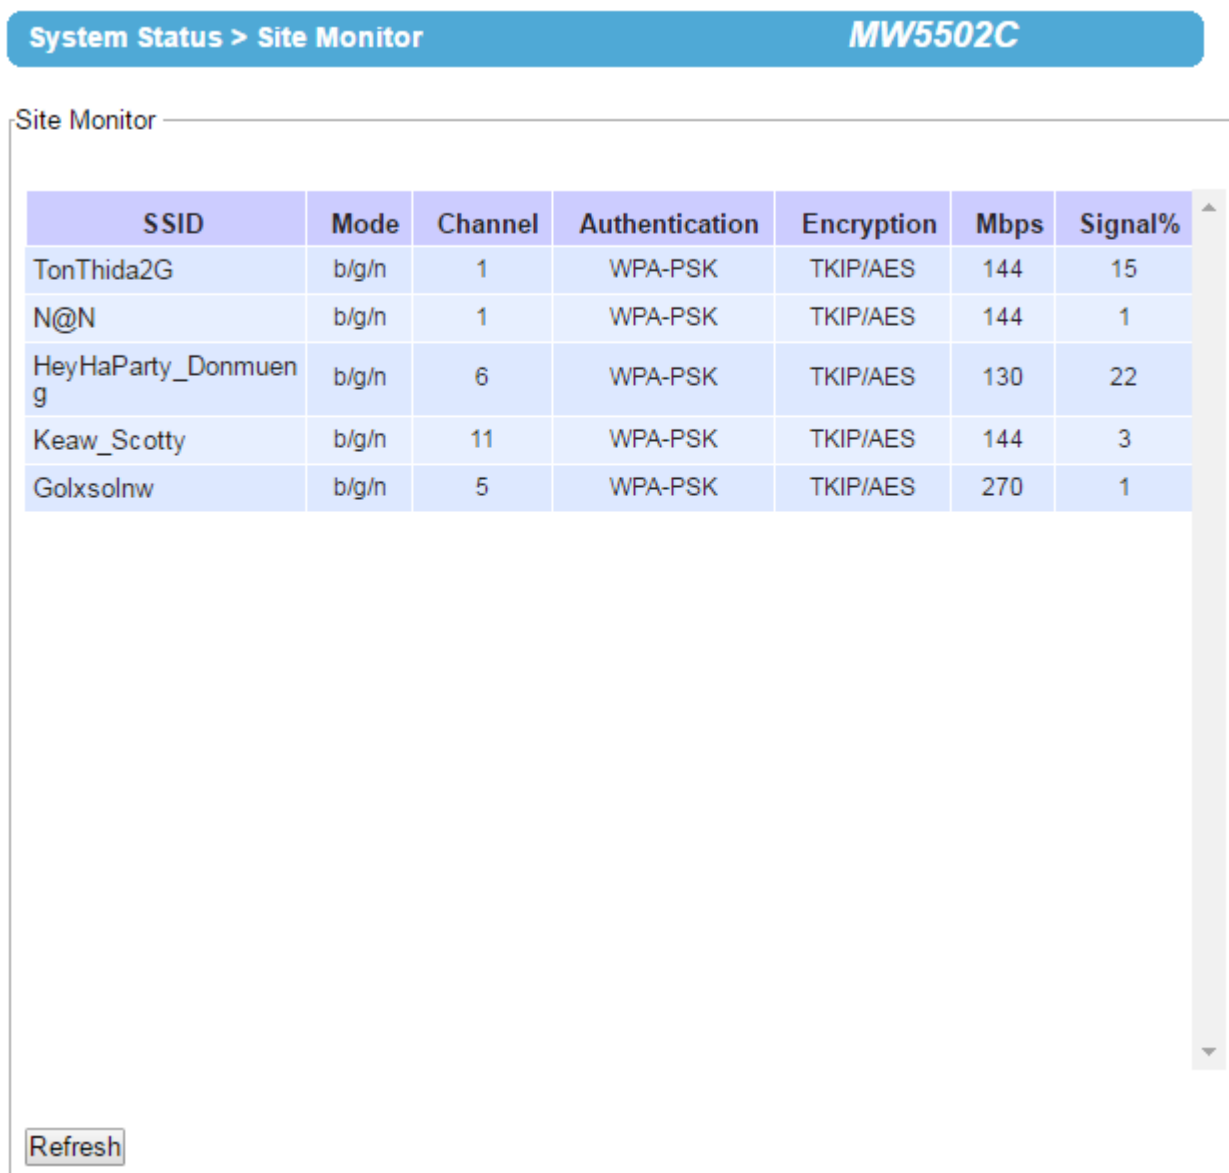 System Status > Site Monitor MW5502C
Site Monitor
SSID Mode Channel Authentication Encryption Mbps Signal%
TonThida2G b/g/n 1 WPA-PSK TKIP/AES 144 15
N@N b/g/n 1 WPA-PSK TKIP/AES 144 1
HeyHaParty_Donmuen
g b/g/n 6 WPA-PSK TKIP/AES 130 22
Keaw_Scotty b/g/n 11 WPA-PSK TKIP/AES 144 3
Golxsolnw b/g/n 5 WPA-PSK TKIP/AES 270 1
Refresh